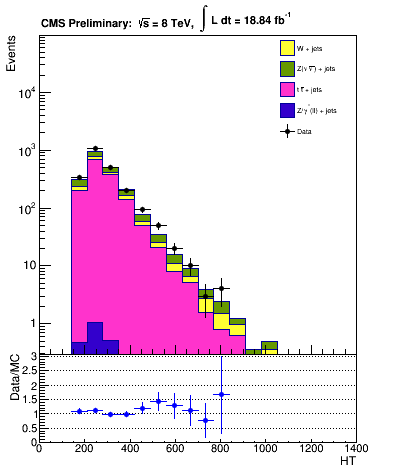 CMS Preliminary: √s = 8 TeV, ∫ L dt = 18.84 fb⁻¹
Events
10⁴
10³
10²
10
1
W + jets
Z(ν ν̅) + jets
t t̅ + jets
Z/γ*(ll) + jets
Data
Data/MC
3
2.5
2
1.5
1
0.5
0
0 200 400 600 800 1000 1200 1400
HT